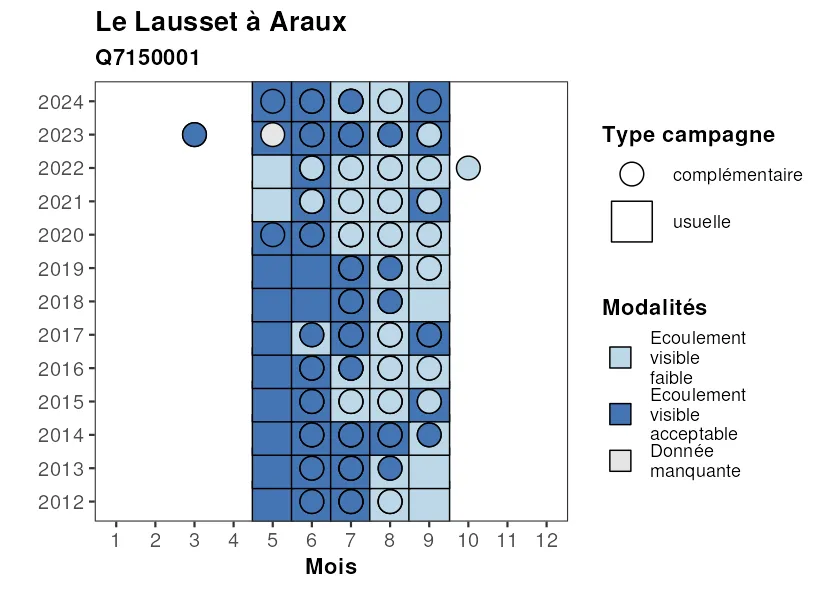 Le Lausset à Araux
Q7150001
2024
2023
2022
2021
2020
2019
2018
2017
2016
2015
2014
2013
2012
1 2 3 4 5 6 7 8 9 10 11 12
Mois
Type campagne
complémentaire
usuelle
Modalités
Ecoulement
visible
faible
Ecoulement
visible
acceptable
Donnée
manquante